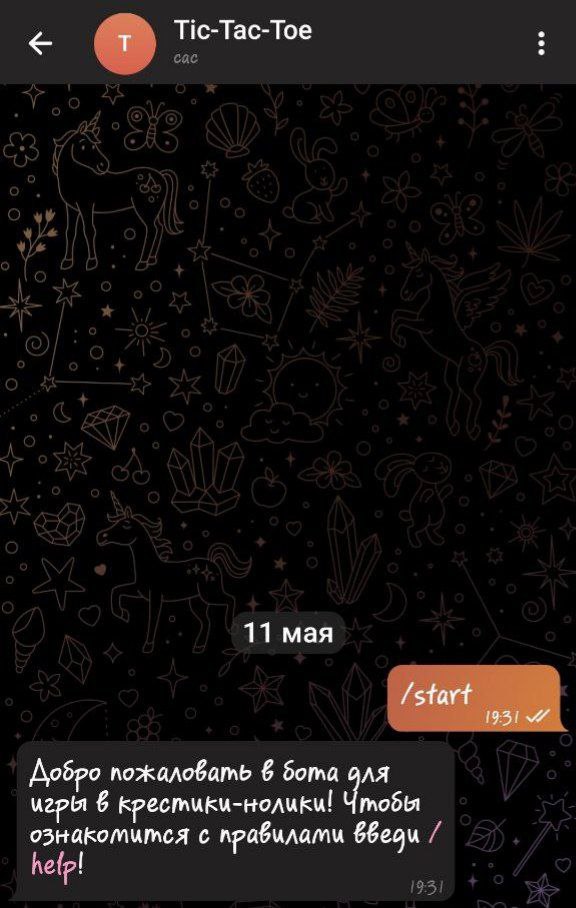 T
Tic-Tac-Toe
сас
11 мая
/start
19:31
Добро пожаловать в бота для
игры в крестики-нолики! Чтобы
ознакомится с правилами введи /
help!
19:31